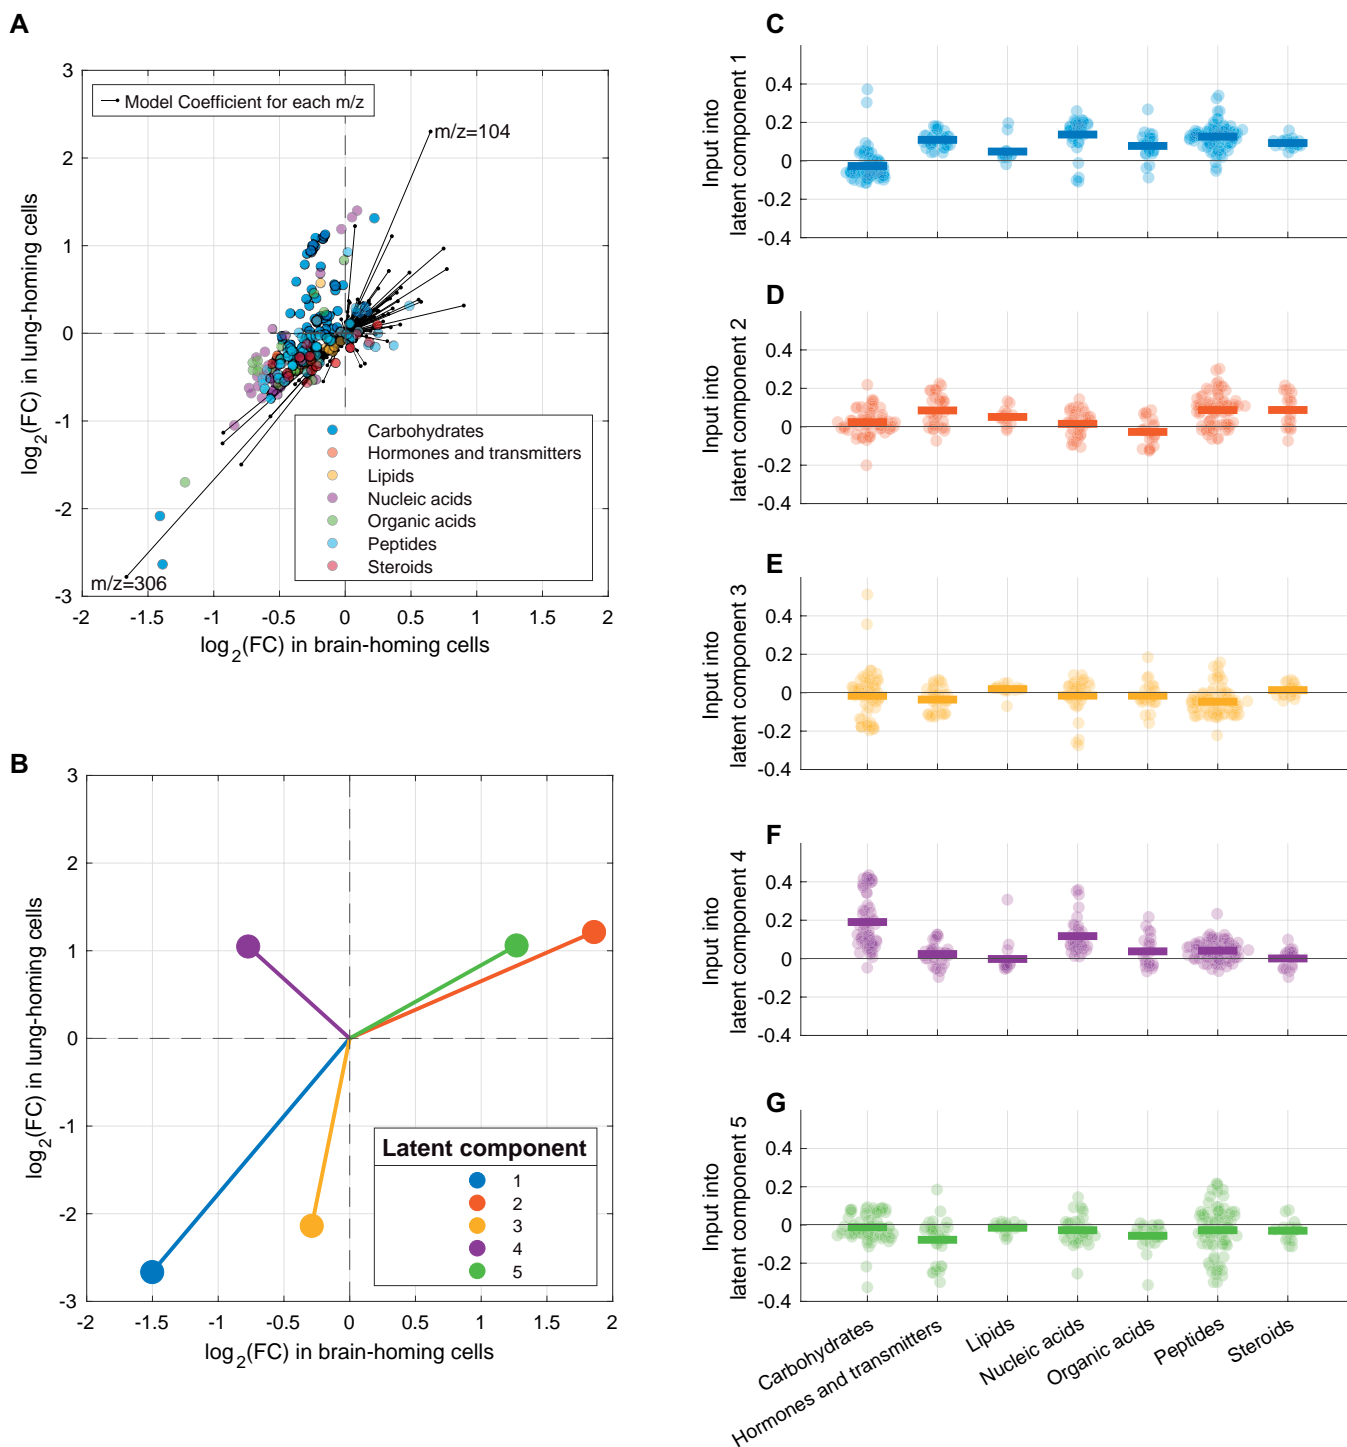 A
3
2
1
0
-1
-2
-3
log2(FC) in lung-homing cells
Model Coefficient for each m/z
m/z=104
m/z=306
Carbohydrates
Hormones and transmitters
Lipids
Nucleic acids
Organic acids
Peptides
Steroids
-2 -1.5 -1 -0.5 0 0.5 1 1.5 2
log2(FC) in brain-homing cells
B
3
2
1
0
-1
-2
-3
log2(FC) in lung-homing cells
Latent component
1
2
3
4
5
-2 -1.5 -1 -0.5 0 0.5 1 1.5 2
log2(FC) in brain-homing cells
C
Input into
latent component 1
0.4
0.2
0
-0.2
-0.4
D
Input into
latent component 2
0.4
0.2
0
-0.2
-0.4
E
Input into
latent component 3
0.4
0.2
0
-0.2
-0.4
F
Input into
latent component 4
0.4
0.2
0
-0.2
-0.4
G
Input into
latent component 5
0.4
0.2
0
-0.2
-0.4
Carbohydrates
Hormones and transmitters
Lipids
Nucleic acids
Organic acids
Peptides
Steroids